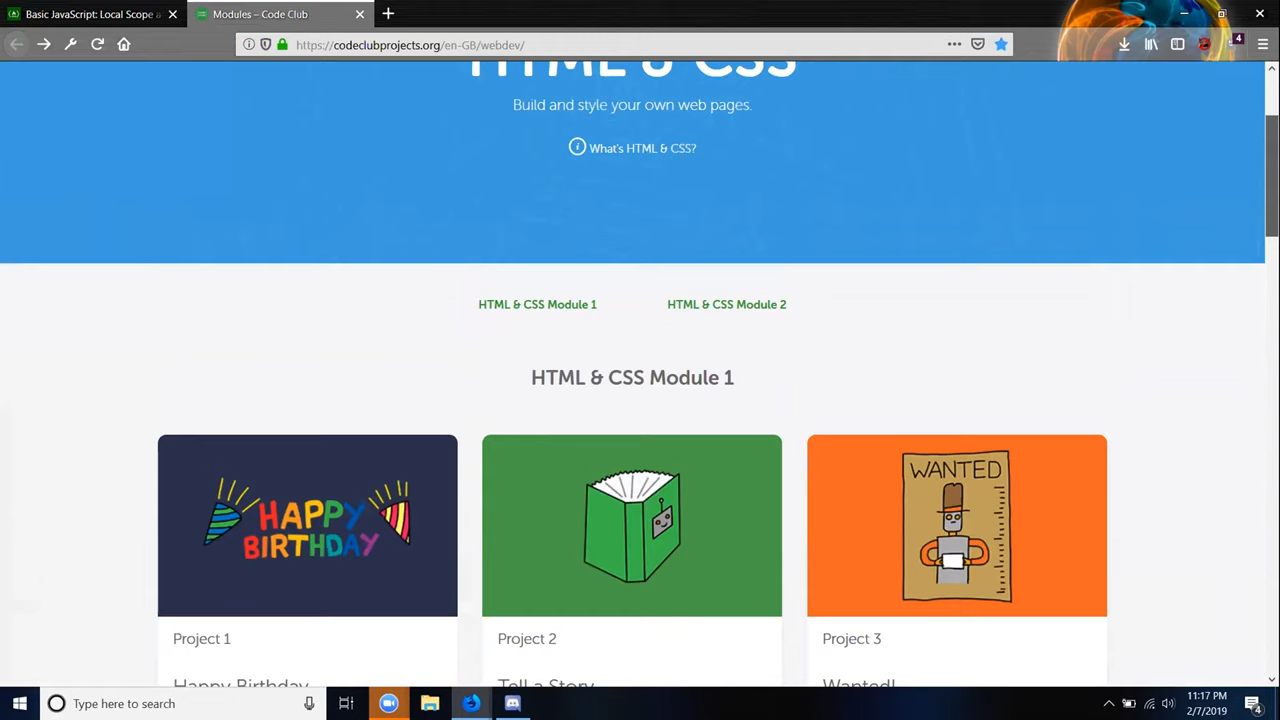 Basic JavaScript: Local Scope a
Modules – Code Club
https://codeclubprojects.org/en-GB/webdev/
4
HTML & CSS
Build and style your own web pages.
What's HTML & CSS?
HTML & CSS Module 1
HTML & CSS Module 2
HTML & CSS Module 1
HAPPY
BIRTHDAY
WANTED
Project 1
Project 2
Project 3
Happy Birthday
Tell a Story
Wanted!
Type here to search
11:17 PM
2/7/2019
4